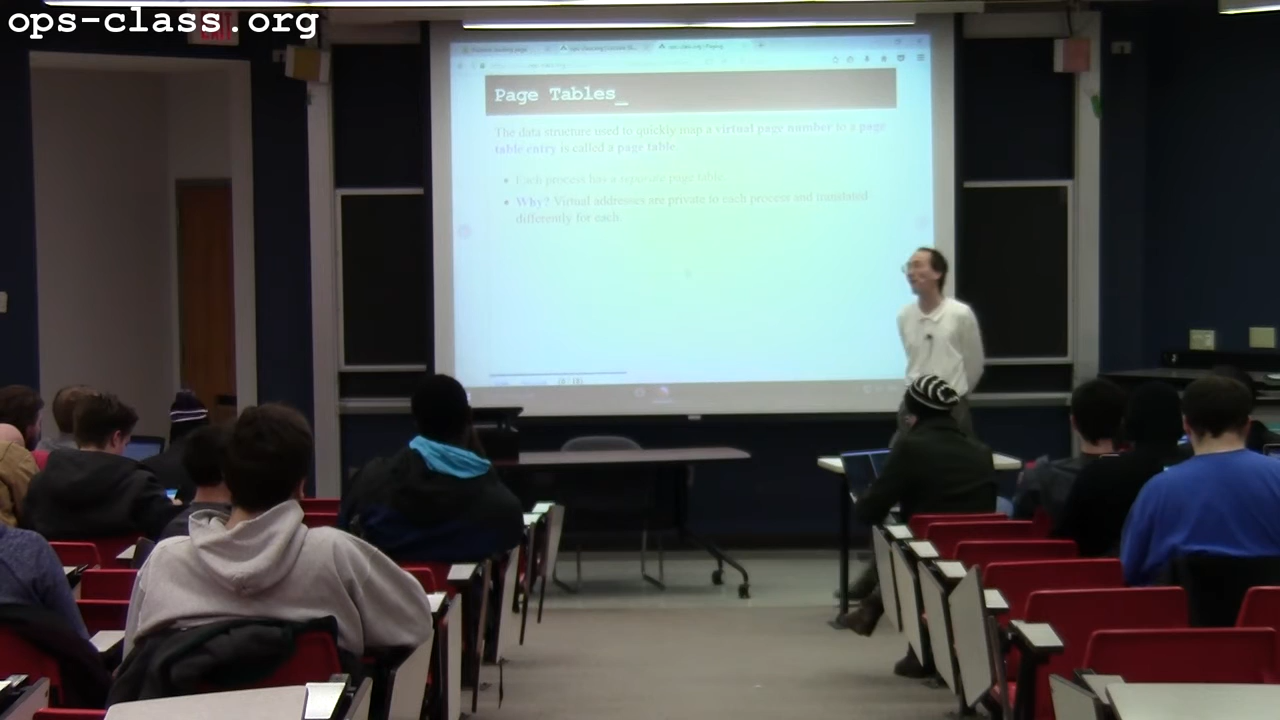 ops-class.org
EXIT
Page Tables_
The data structure used to quickly map a virtual page number to a page
table entry is called a page table.
• Each process has a separate page table.
• Why? Virtual addresses are private to each process and translated
differently for each.